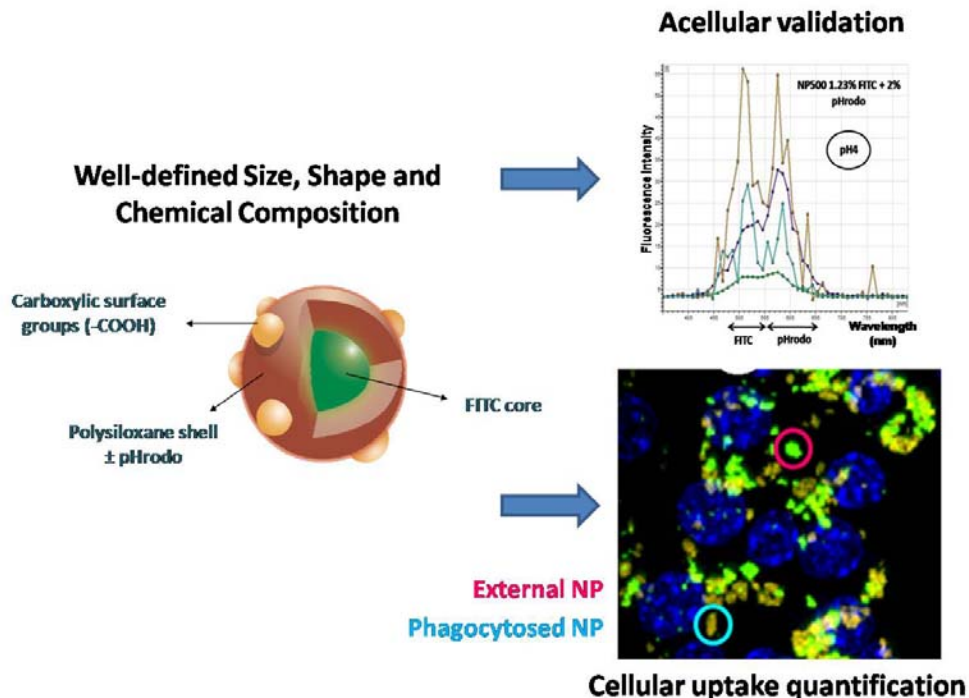 Acellular validation
NP500 1.23% FITC + 2%
pHrodo
pH4
Fluorescence Intensity
Wavelength
(nm)
FITC
pHrodo
Well-defined Size, Shape and
Chemical Composition
Carboxylic surface
groups (-COOH)
FITC core
Polysiloxane shell
± pHrodo
External NP
Phagocytosed NP
Cellular uptake quantification